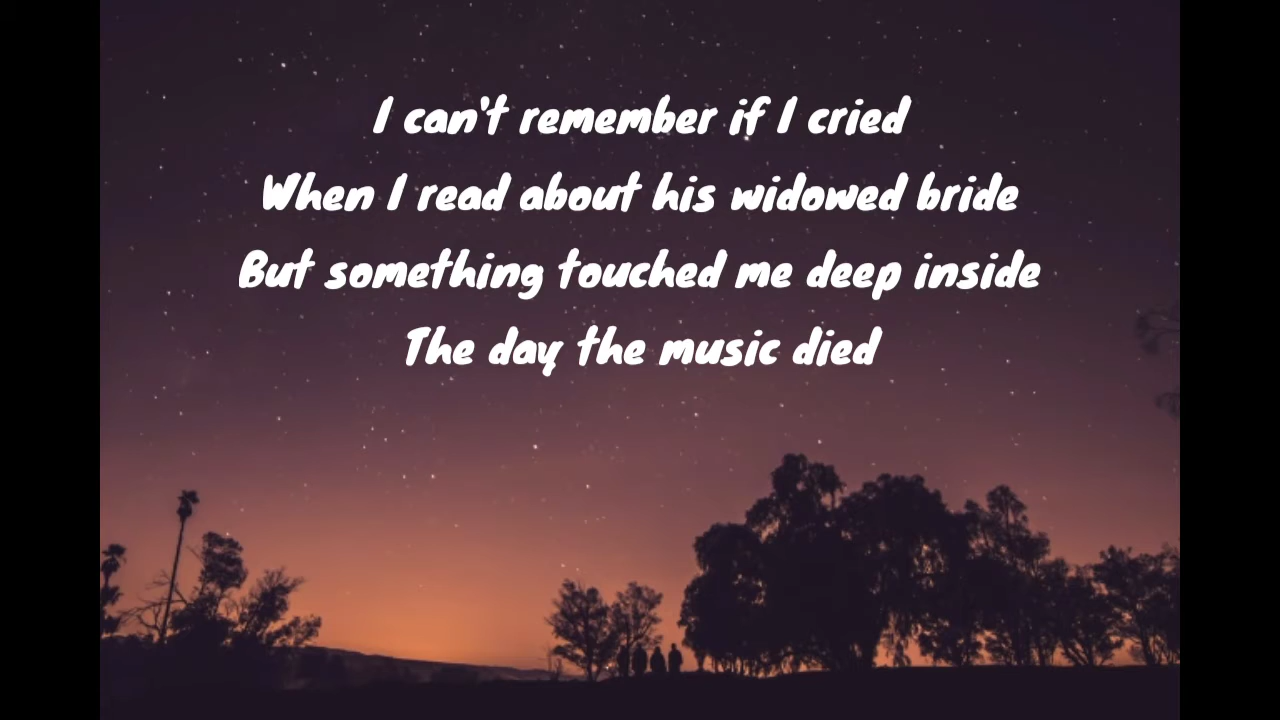 I can't remember if I cried
When I read about his widowed bride
But something touched me deep inside
The day the music died